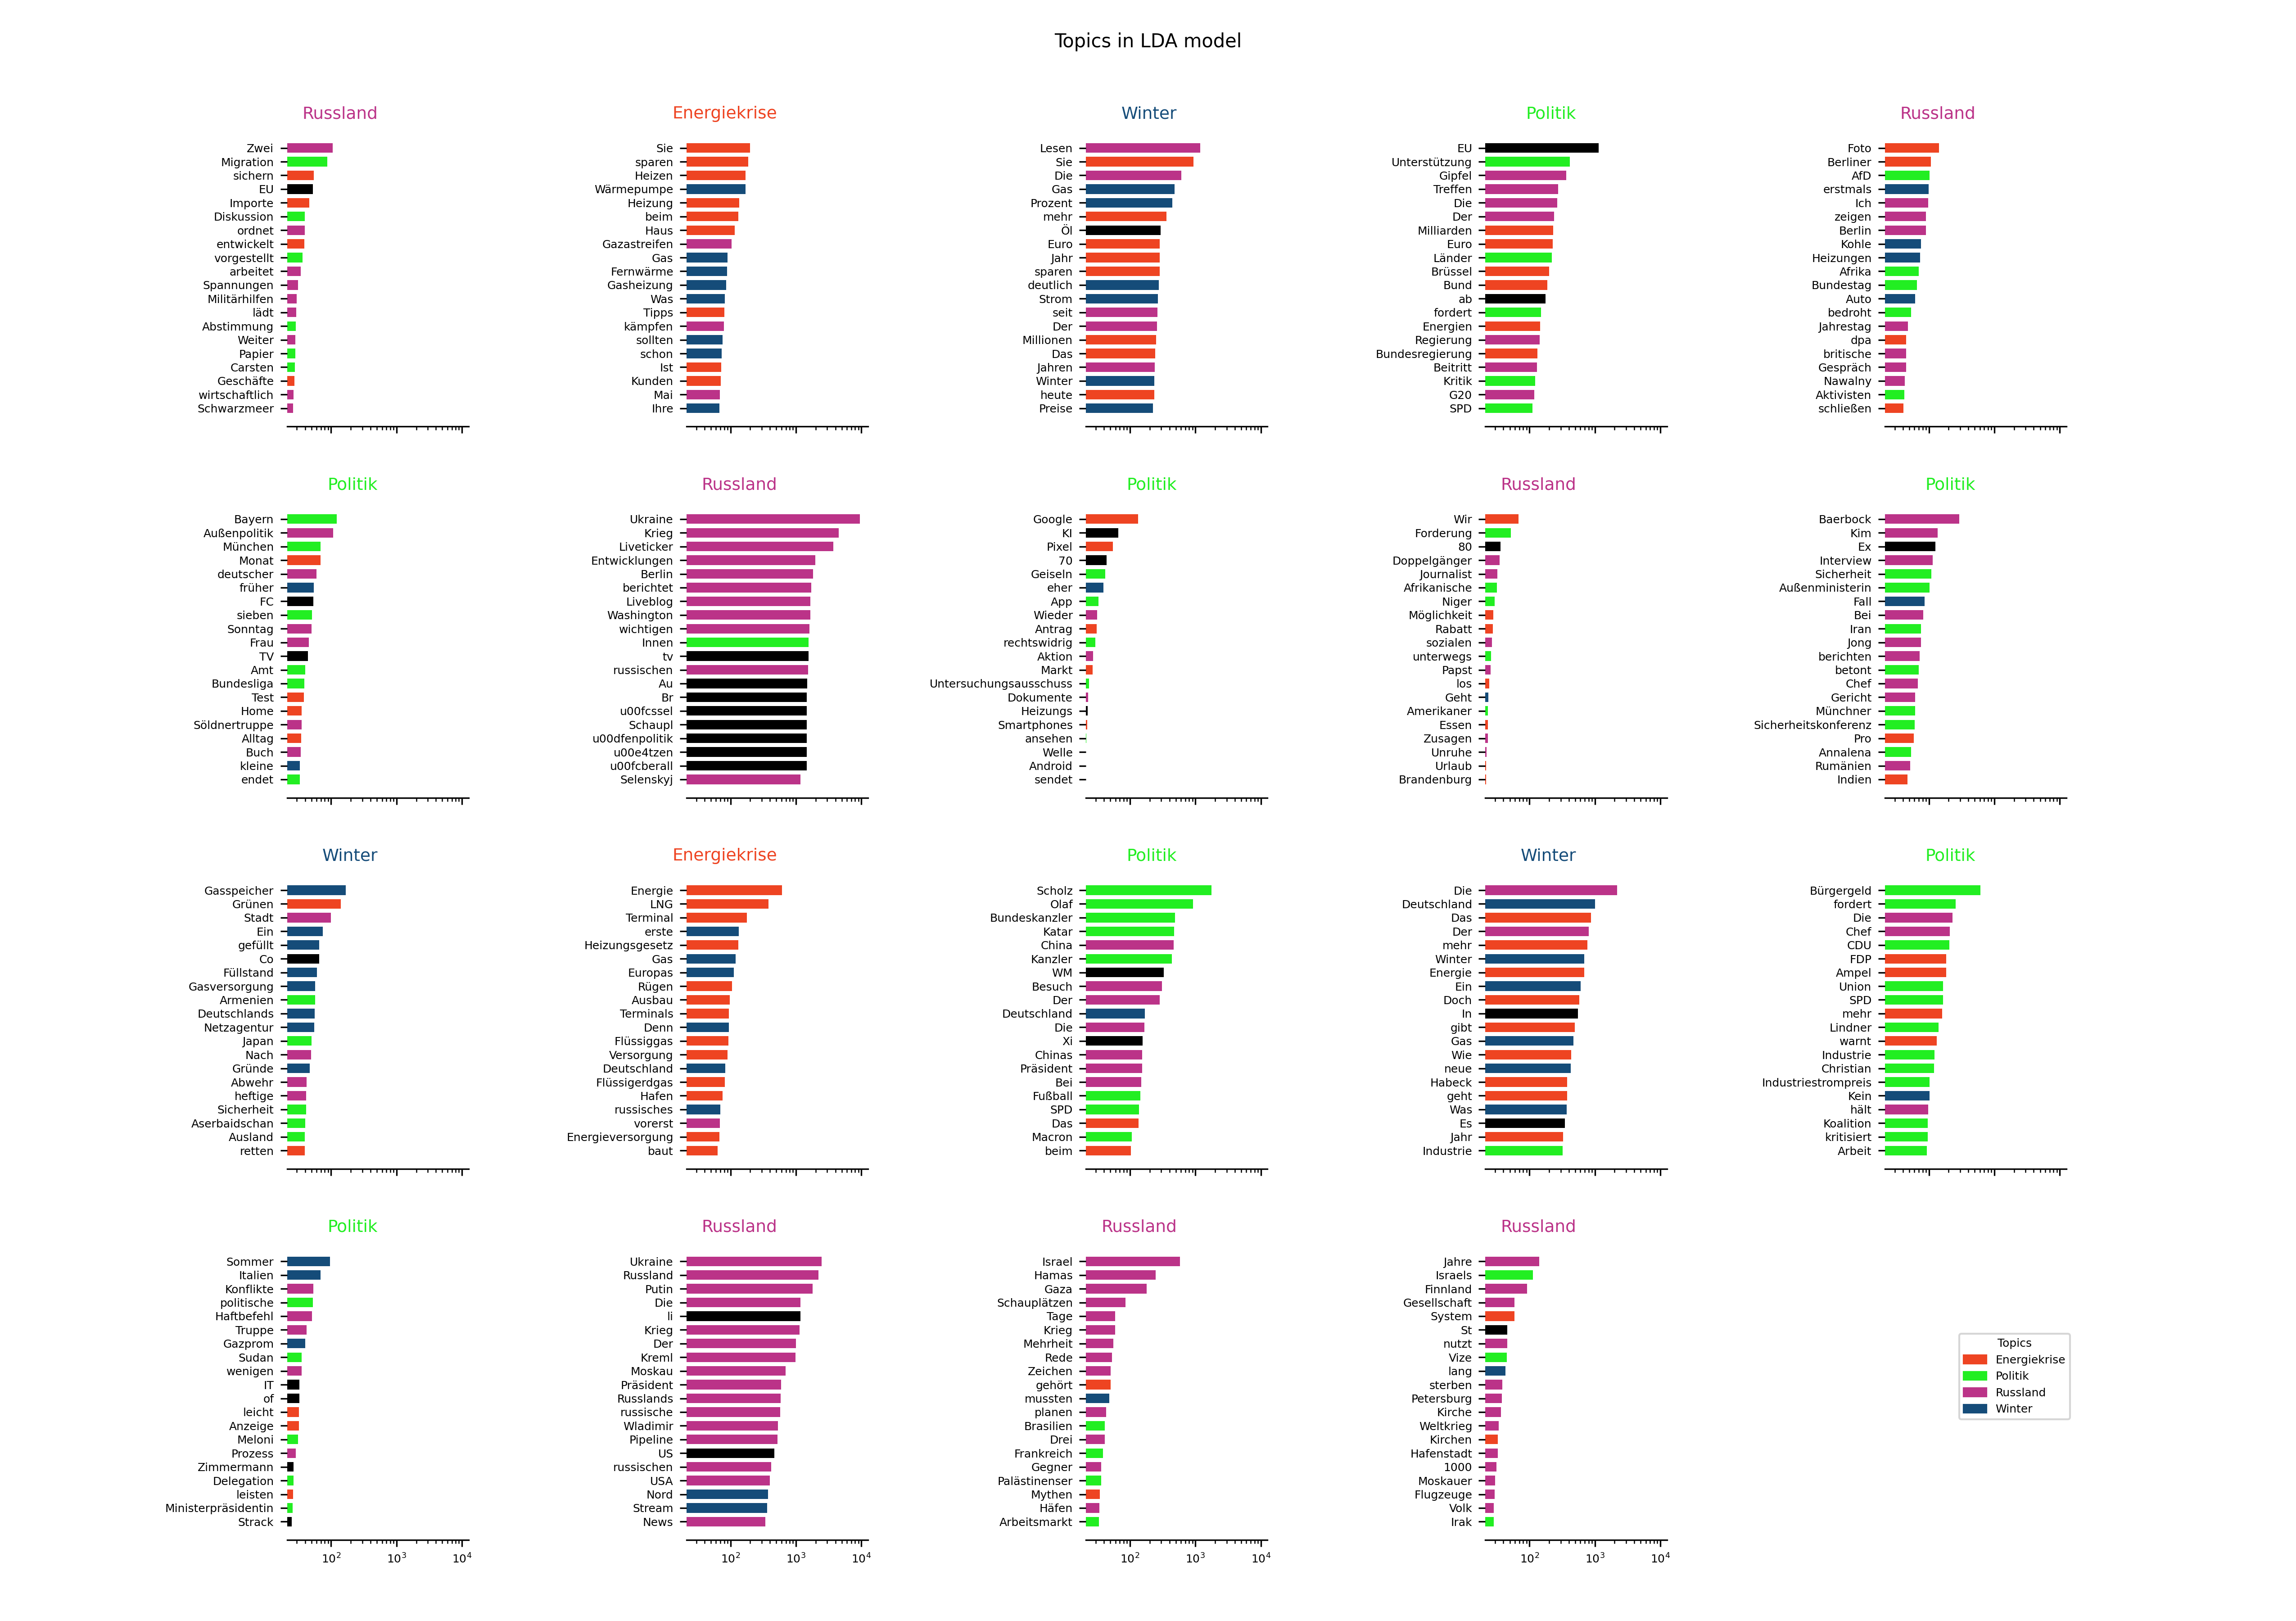 Topics in LDA model
Russland
Zwei
Migration
sichern
EU
Importe
Diskussion
ordnet
entwickelt
vorgestellt
arbeitet
Spannungen
Militärhilfen
lädt
Abstimmung
Weiter
Papier
Carsten
Geschäfte
wirtschaftlich
Schwarzmeer
Energiekrise
Sie
sparen
Heizen
Wärmepumpe
Heizung
beim
Haus
Gazastreifen
Gas
Fernwärme
Gasheizung
Was
Tipps
kämpfen
sollten
schon
Ist
Kunden
Mai
Ihre
Winter
Lesen
Sie
Die
Gas
Prozent
mehr
Öl
Euro
Jahr
sparen
deutlich
Strom
seit
Der
Millionen
Das
Jahren
Winter
heute
Preise
Politik
EU
Unterstützung
Gipfel
Treffen
Die
Der
Milliarden
Euro
Länder
Brüssel
Bund
ab
fordert
Energien
Regierung
Bundesregierung
Beitritt
Kritik
G20
SPD
Russland
Foto
Berliner
AfD
erstmals
Ich
zeigen
Berlin
Kohle
Heizungen
Afrika
Bundestag
Auto
bedroht
Jahrestag
dpa
britische
Gespräch
Nawalny
Aktivisten
schließen
Politik
Bayern
Außenpolitik
München
Monat
deutscher
früher
FC
sieben
Sonntag
Frau
TV
Amt
Bundesliga
Test
Home
Söldnertruppe
Alltag
Buch
kleine
endet
Russland
Ukraine
Krieg
Liveticker
Entwicklungen
Berlin
berichtet
Liveblog
Washington
wichtigen
Innen
tv
russischen
Au
Br
u00fcssel
Schaupl
u00dfenpolitik
u00e4tzen
u00fcberall
Selenskyj
Politik
Google
KI
Pixel
70
Geiseln
eher
App
Wieder
Antrag
rechtswidrig
Aktion
Markt
Untersuchungsausschuss
Dokumente
Heizungs
Smartphones
ansehen
Welle
Android
sendet
Russland
Wir
Forderung
80
Doppelgänger
Journalist
Afrikanische
Niger
Möglichkeit
Rabatt
sozialen
unterwegs
Papst
los
Geht
Amerikaner
Essen
Zusagen
Unruhe
Urlaub
Brandenburg
Politik
Baerbock
Kim
Ex
Interview
Sicherheit
Außenministerin
Fall
Bei
Iran
Jong
berichten
betont
Chef
Gericht
Münchner
Sicherheitskonferenz
Pro
Annalena
Rumänien
Indien
Winter
Gasspeicher
Grünen
Stadt
Ein
gefüllt
Co
Füllstand
Gasversorgung
Armenien
Deutschlands
Netzagentur
Japan
Nach
Gründe
Abwehr
heftige
Sicherheit
Aserbaidschan
Ausland
retten
Energiekrise
Energie
LNG
Terminal
erste
Heizungsgesetz
Gas
Europas
Rügen
Ausbau
Terminals
Denn
Flüssiggas
Versorgung
Deutschland
Flüssigerdgas
Hafen
russisches
vorerst
Energieversorgung
baut
Politik
Scholz
Olaf
Bundeskanzler
Katar
China
Kanzler
WM
Besuch
Der
Deutschland
Die
Xi
Chinas
Präsident
Bei
Fußball
SPD
Das
Macron
beim
Winter
Die
Deutschland
Das
Der
mehr
Winter
Energie
Ein
Doch
In
gibt
Gas
Wie
neue
Habeck
geht
Was
Es
Jahr
Industrie
Politik
Bürgergeld
fordert
Die
Chef
CDU
FDP
Ampel
Union
SPD
mehr
Lindner
warnt
Industrie
Christian
Industriestrompreis
Kein
hält
Koalition
kritisiert
Arbeit
Politik
Sommer
Italien
Konflikte
politische
Haftbefehl
Truppe
Gazprom
Sudan
wenigen
IT
of
leicht
Anzeige
Meloni
Prozess
Zimmermann
Delegation
leisten
Ministerpräsidentin
Strack
10² 10³ 10⁴
Russland
Ukraine
Russland
Putin
Die
li
Krieg
Der
Kreml
Moskau
Präsident
Russlands
russische
Wladimir
Pipeline
US
russischen
USA
Nord
Stream
News
10² 10³ 10⁴
Russland
Israel
Hamas
Gaza
Schauplätzen
Tage
Krieg
Mehrheit
Rede
Zeichen
gehört
mussten
planen
Brasilien
Drei
Frankreich
Gegner
Palästinenser
Mythen
Häfen
Arbeitsmarkt
10² 10³ 10⁴
Russland
Jahre
Israels
Finnland
Gesellschaft
System
St
nutzt
Vize
lang
sterben
Petersburg
Kirche
Weltkrieg
Kirchen
Hafenstadt
1000
Moskauer
Flugzeuge
Volk
Irak
10² 10³ 10⁴
Topics
Energiekrise
Politik
Russland
Winter